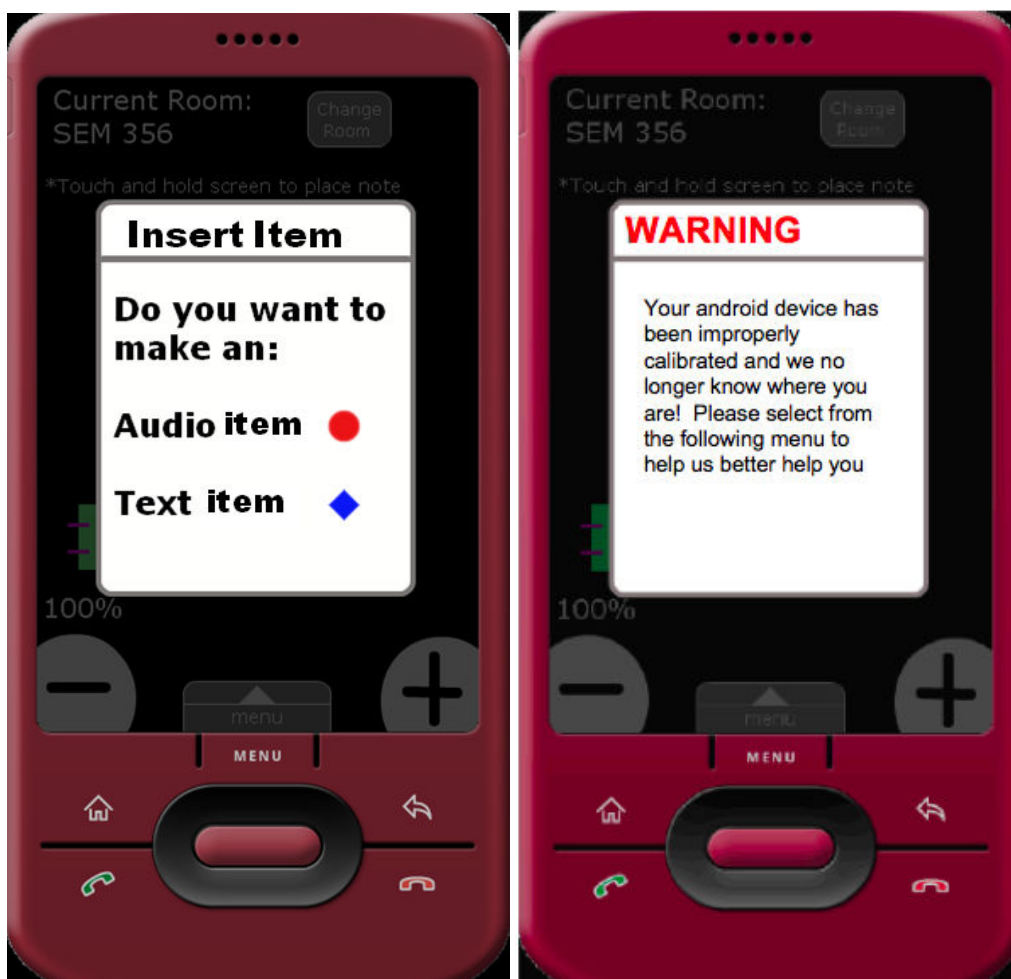 Current Room:
SEM 356
Change
Room
*Touch and hold screen to place note
Insert Item
Do you want to
make an:
Audio item
Text item
100%
menu
MENU
Current Room:
SEM 356
Change
Room
*Touch and hold screen to place note
WARNING
Your android device has
been improperly
calibrated and we no
longer know where you
are! Please select from
the following menu to
help us better help you
100%
menu
MENU